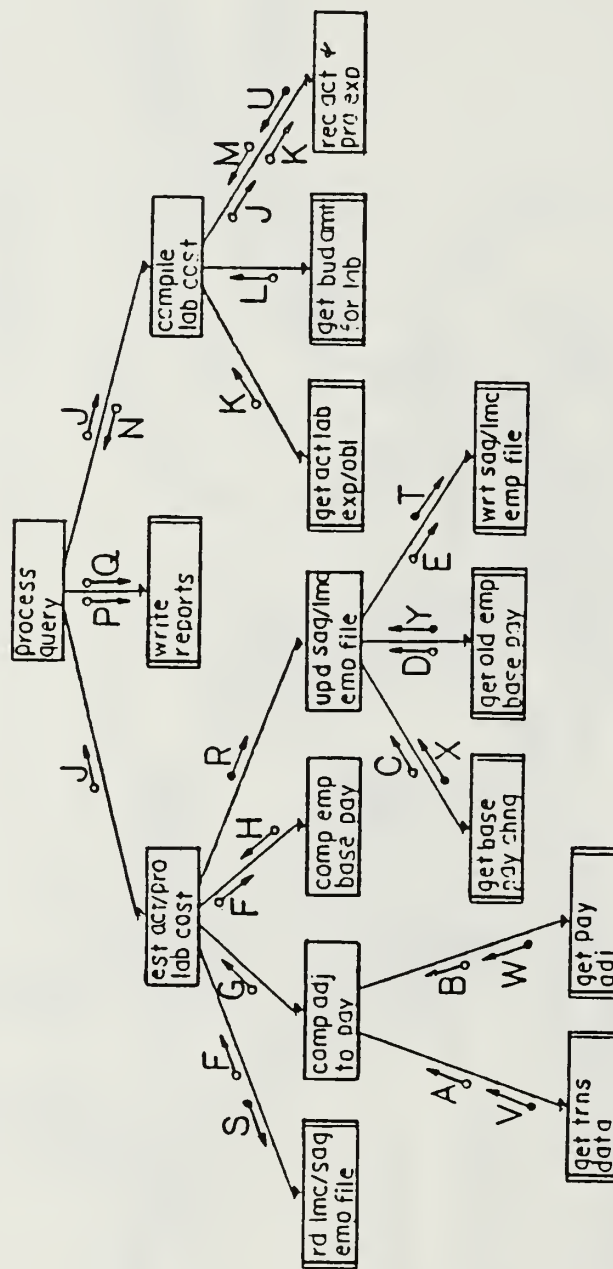 process
query
J
P
Q
J
N
est act/pro
lab cost
write
reports
compile
lab cost
S
F
G
F
H
R
K
L
J
M
K
U
rd lmc/sag
emp file
comp adj
to pay
comp emp
base pay
upd sag/lmc
emp file
get act lab
exp/obl
get bud amt
for lab
rec act &
pro exp
A
V
B
W
C
X
D
Y
E
T
get trns
data
get pay
adj
get base
pay chng
get old emp
base pay
wrt sag/lmc
emp file